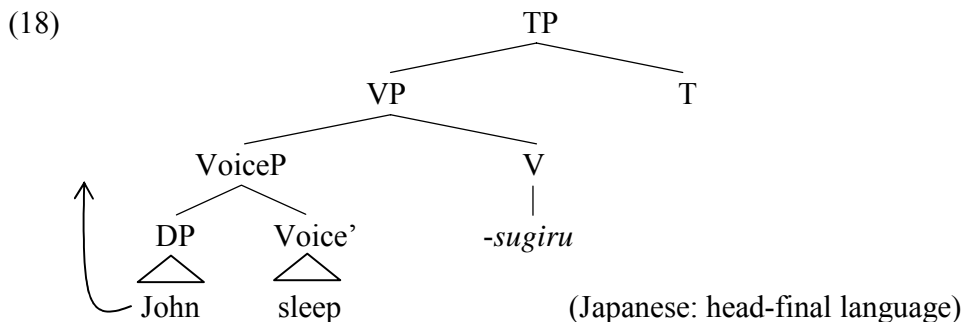 (18) TP
VP T
VoiceP V
DP Voice’ -sugiru
John sleep (Japanese: head-final language)